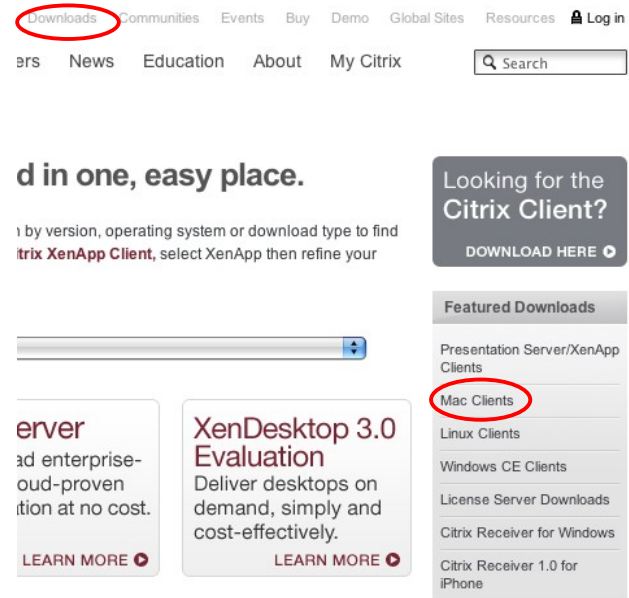 Downloads Communities Events Buy Demo Global Sites Resources Log in
ers News Education About My Citrix Search
d in one, easy place.
n by version, operating system or download type to find
itrix XenApp Client, select XenApp then refine your
Looking for the
Citrix Client?
DOWNLOAD HERE
Featured Downloads
Presentation Server/XenApp
Clients
Mac Clients
Linux Clients
Windows CE Clients
License Server Downloads
Citrix Receiver for Windows
Citrix Receiver 1.0 for
iPhone
erver
ad enterprise-
oud-proven
ation at no cost.
LEARN MORE
XenDesktop 3.0
Evaluation
Deliver desktops on
demand, simply and
cost-effectively.
LEARN MORE